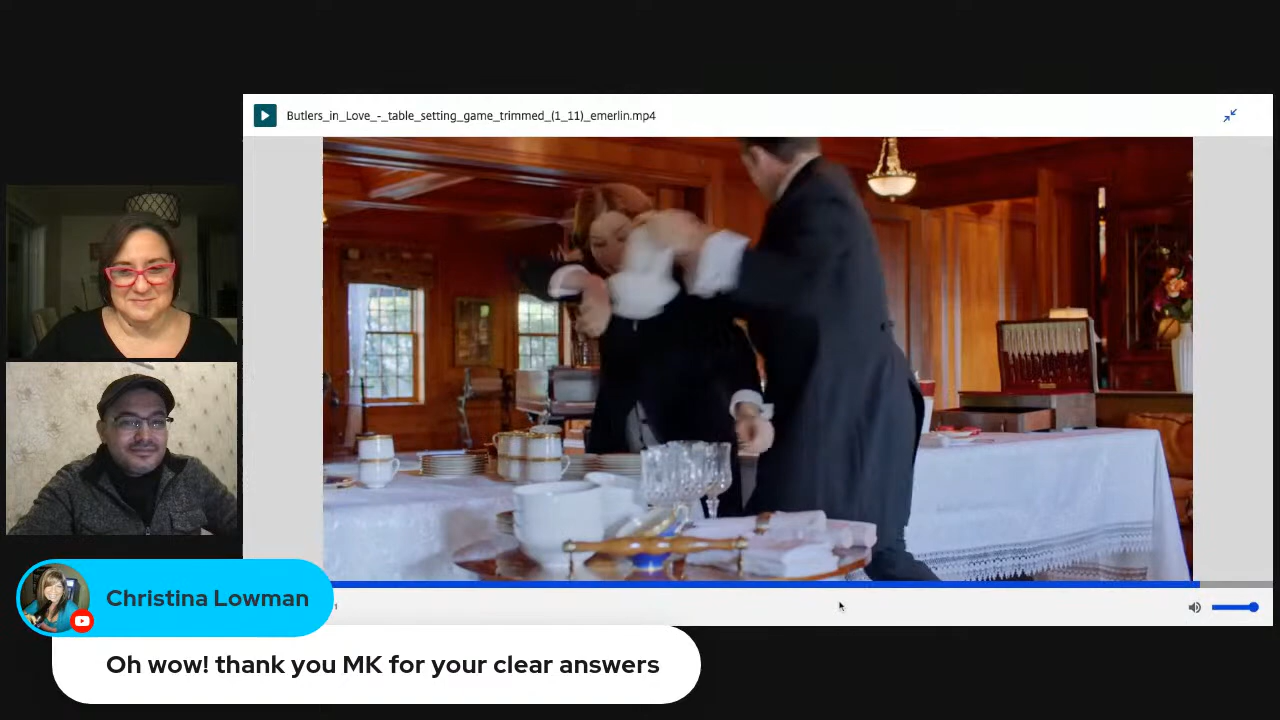 Butlers_in_Love_-_table_setting_game_trimmed_(1_11)_emerlin.mp4
Christina Lowman
Oh wow! thank you MK for your clear answers